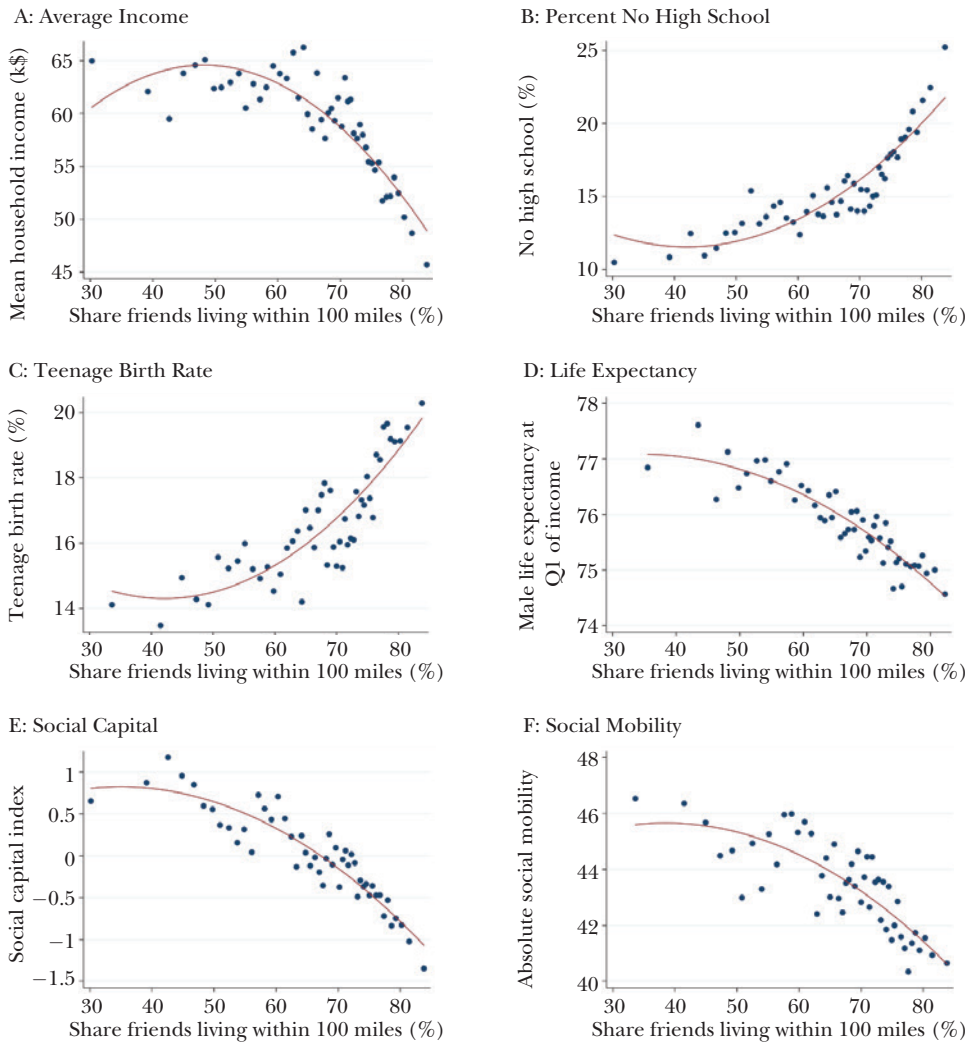 A: Average Income
Mean household income (k$)
65
60
55
50
45
30 40 50 60 70 80
Share friends living within 100 miles (%)
B: Percent No High School
No high school (%)
25
20
15
10
30 40 50 60 70 80
Share friends living within 100 miles (%)
C: Teenage Birth Rate
Teenage birth rate (%)
20
18
16
14
30 40 50 60 70 80
Share friends living within 100 miles (%)
D: Life Expectancy
Male life expectancy at
Q1 of income
78
77
76
75
74
30 40 50 60 70 80
Share friends living within 100 miles (%)
E: Social Capital
Social capital index
1
0.5
0
−0.5
−1
−1.5
30 40 50 60 70 80
Share friends living within 100 miles (%)
F: Social Mobility
Absolute social mobility
48
46
44
42
40
30 40 50 60 70 80
Share friends living within 100 miles (%)